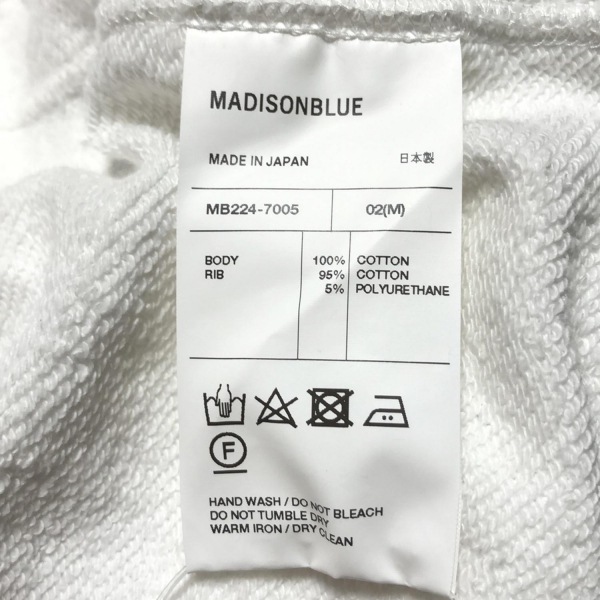 MADISONBLUE
MADE IN JAPAN 日本製
MB224-7005 02(M)
BODY 100% COTTON
RIB 95% COTTON
5% POLYURETHANE
F
HAND WASH / DO NOT BLEACH
DO NOT TUMBLE DRY
WARM IRON / DRY CLEAN